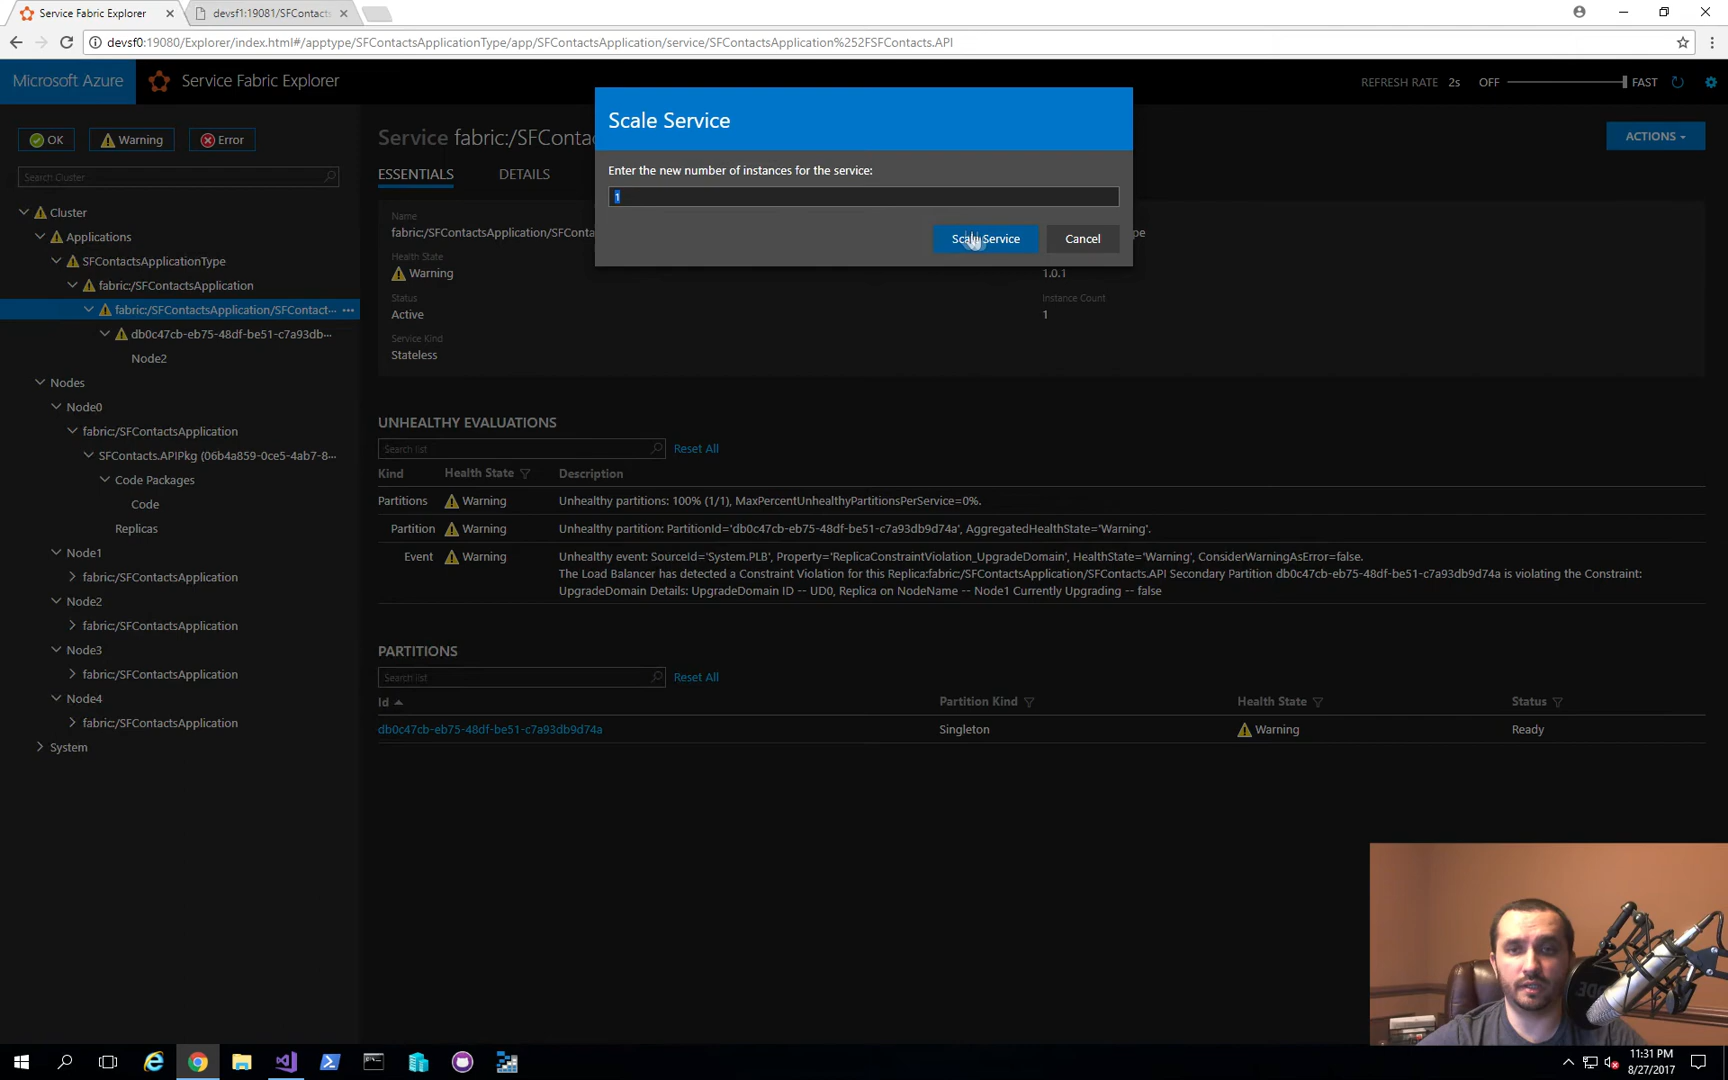 Service Fabric Explorer
devsf1:19081/SFContact
devsf0:19080/Explorer/index.html#/apptype/SFContactsApplicationType/app/SFContactsApplication/service/SFContactsApplication%252FSFContacts.API
Microsoft Azure
Service Fabric Explorer
REFRESH RATE 2s OFF FAST
OK
Warning
Error
Search Cluster
Cluster
Applications
SFContactsApplicationType
fabric:/SFContactsApplication
fabric:/SFContactsApplication/SFContact...
db0c47cb-eb75-48df-be51-c7a93db...
Node2
Nodes
Node0
fabric:/SFContactsApplication
SFContacts.APIPkg (06b4a859-0ce5-4ab7-8...
Code Packages
Code
Replicas
Node1
fabric:/SFContactsApplication
Node2
fabric:/SFContactsApplication
Node3
fabric:/SFContactsApplication
Node4
fabric:/SFContactsApplication
System
Service fabric:/SFConta
ACTIONS
ESSENTIALS DETAILS
Scale Service
Enter the new number of instances for the service:
1
Scale Service
Cancel
Name
fabric:/SFContactsApplication/SFConta
Health State
Warning
1.0.1
Status
Active
Instance Count
1
Service Kind
Stateless
UNHEALTHY EVALUATIONS
Search list
Reset All
Kind Health State Description
Partitions Warning Unhealthy partitions: 100% (1/1), MaxPercentUnhealthyPartitionsPerService=0%.
Partition Warning Unhealthy partition: PartitionId='db0c47cb-eb75-48df-be51-c7a93db9d74a', AggregatedHealthState='Warning'.
Event Warning Unhealthy event: SourceId='System.PLB', Property='ReplicaConstraintViolation_UpgradeDomain', HealthState='Warning', ConsiderWarningAsError=false.
The Load Balancer has detected a Constraint Violation for this Replica:fabric:/SFContactsApplication/SFContacts.API Secondary Partition db0c47cb-eb75-48df-be51-c7a93db9d74a is violating the Constraint:
UpgradeDomain Details: UpgradeDomain ID -- UD0, Replica on NodeName -- Node1 Currently Upgrading -- false
PARTITIONS
Search list
Reset All
Id Partition Kind Health State Status
db0c47cb-eb75-48df-be51-c7a93db9d74a Singleton Warning Ready
11:31 PM
8/27/2017